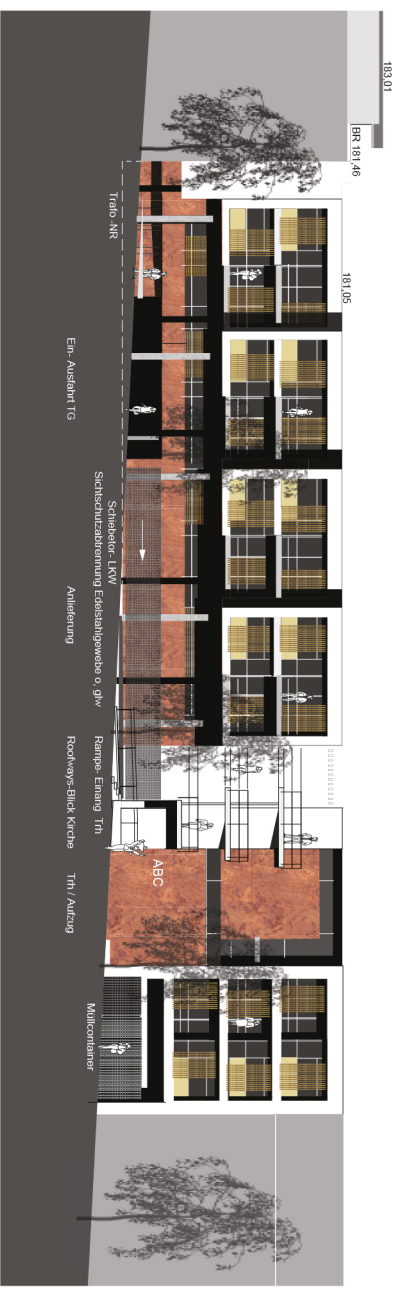 183,01
BR 181,46
181,05
Trafo -NR
Ein- Ausfahrt TG
Schiebetor- LKW
Sichtschutzabtrennung Edelstahlgewebe o, glw
Anlieferung
Rampe- Einang Trh
Roofways-Blick Kirche
ABC
Trh / Aufzug
Müllcontainer